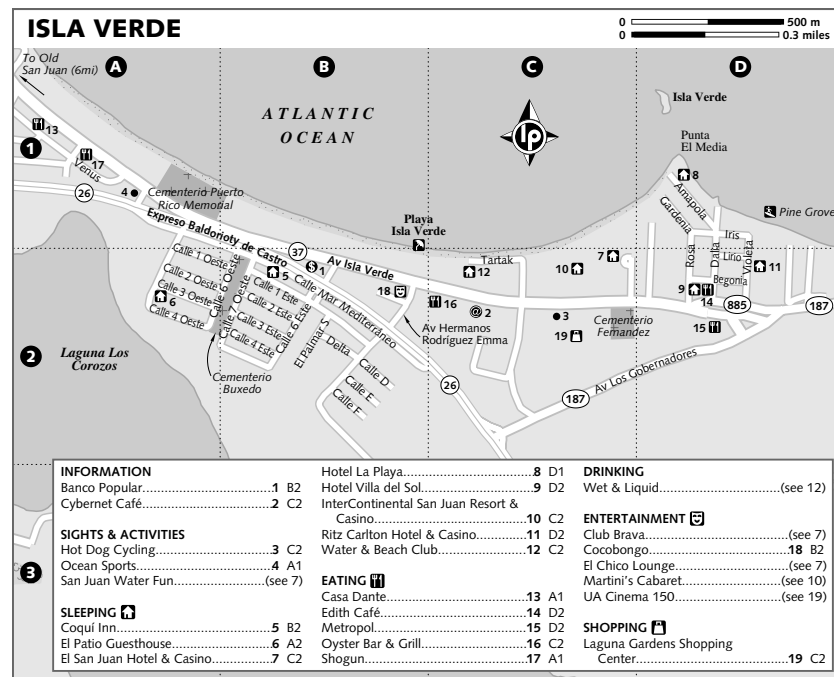 ISLA VERDE
0 500 m
0 0.3 miles
To Old
San Juan (6mi)
A
B
C
D
1
2
3
ATLANTIC
OCEAN
lp
Isla Verde
Punta
El Media
13
17
Venus
26
4
Cementerio Puerto
Rico Memorial
Expreso Baldorioty de Castro
37
Av Isla Verde
Playa
Isla Verde
8
Amapola
Gardenia
Pine Grove
Iris
Rosa
Dalia
Lirio
Violeta
Begonia
7
11
Tartak
12
10
9
14
885
187
15
Calle 1 Oeste
Calle 2 Oeste
Calle 3 Oeste
Calle 4 Oeste
Calle 6 Oeste
Calle 7 Oeste
6
5
1
Calle 1 Este
Calle 2 Este
Calle 3 Este
Calle 4 Este
Calle 6 Este
Calle Mar Mediterráneo
El Palmar S
Delta
Calle D
Calle E
Calle F
18
16
2
3
19
Av Hermanos
Rodríguez Emma
Cementerio
Fernandez
Av Los Gobernadores
187
26
Laguna Los
Corozos
Cementerio
Buxedo
INFORMATION
Banco Popular 1 B2
Cybernet Café 2 C2
SIGHTS & ACTIVITIES
Hot Dog Cycling 3 C2
Ocean Sports 4 A1
San Juan Water Fun (see 7)
SLEEPING
Coquí Inn 5 B2
El Patio Guesthouse 6 A2
El San Juan Hotel & Casino 7 C2
Hotel La Playa 8 D1
Hotel Villa del Sol 9 D2
InterContinental San Juan Resort &
Casino 10 C2
Ritz Carlton Hotel & Casino 11 D2
Water & Beach Club 12 C2
EATING
Casa Dante 13 A1
Edith Café 14 D2
Metropol 15 D2
Oyster Bar & Grill 16 C2
Shogun 17 A1
DRINKING
Wet & Liquid (see 12)
ENTERTAINMENT
Club Brava (see 7)
Cocobongo 18 B2
El Chico Lounge (see 7)
Martini's Cabaret (see 10)
UA Cinema 150 (see 19)
SHOPPING
Laguna Gardens Shopping
Center 19 C2